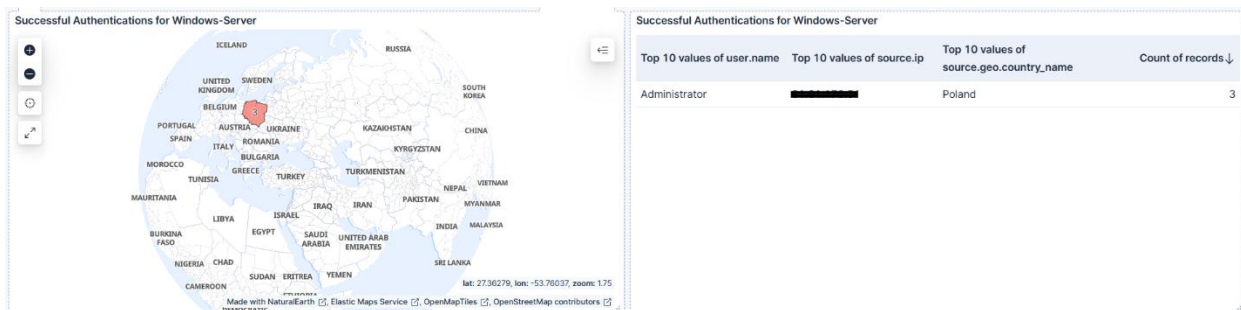 Successful Authentications for Windows-Server
ICELAND
RUSSIA
UNITED
KINGDOM
SWEDEN
SOUTH
KOREA
BELGIUM
3
PORTUGAL
AUSTRIA
UKRAINE
KAZAKHSTAN
CHINA
SPAIN
ITALY
ROMANIA
KYRGYZSTAN
BULGARIA
MOROCCO
GREECE
TURKEY
TURKMENISTAN
TUNISIA
NEPAL
VIETNAM
MAURITANIA
IRAQ
IRAN
PAKISTAN
MYANMAR
ISRAEL
LIBYA
EGYPT
SAUDI
ARABIA
UNITED ARAB
EMIRATES
INDIA
MALAYSIA
BURKINA
FASO
NIGERIA
CHAD
SRI LANKA
SUDAN
ERITREA
YEMEN
CAMEROON
lat: 27.36279, lon: -53.76037, zoom: 1.75
Made with NaturalEarth, Elastic Maps Service, OpenMapTiles, OpenStreetMap contributors
Successful Authentications for Windows-Server
Top 10 values of user.name
Top 10 values of source.ip
Top 10 values of
source.geo.country_name
Count of records↓
Administrator
Poland
3